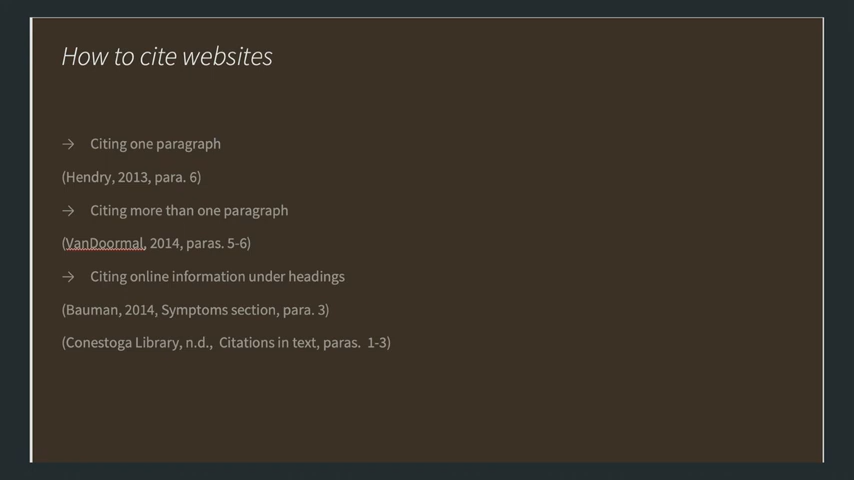 How to cite websites
→ Citing one paragraph
(Hendry, 2013, para. 6)
→ Citing more than one paragraph
(VanDoormal, 2014, paras. 5-6)
→ Citing online information under headings
(Bauman, 2014, Symptoms section, para. 3)
(Conestoga Library, n.d.,  Citations in text, paras.  1-3)